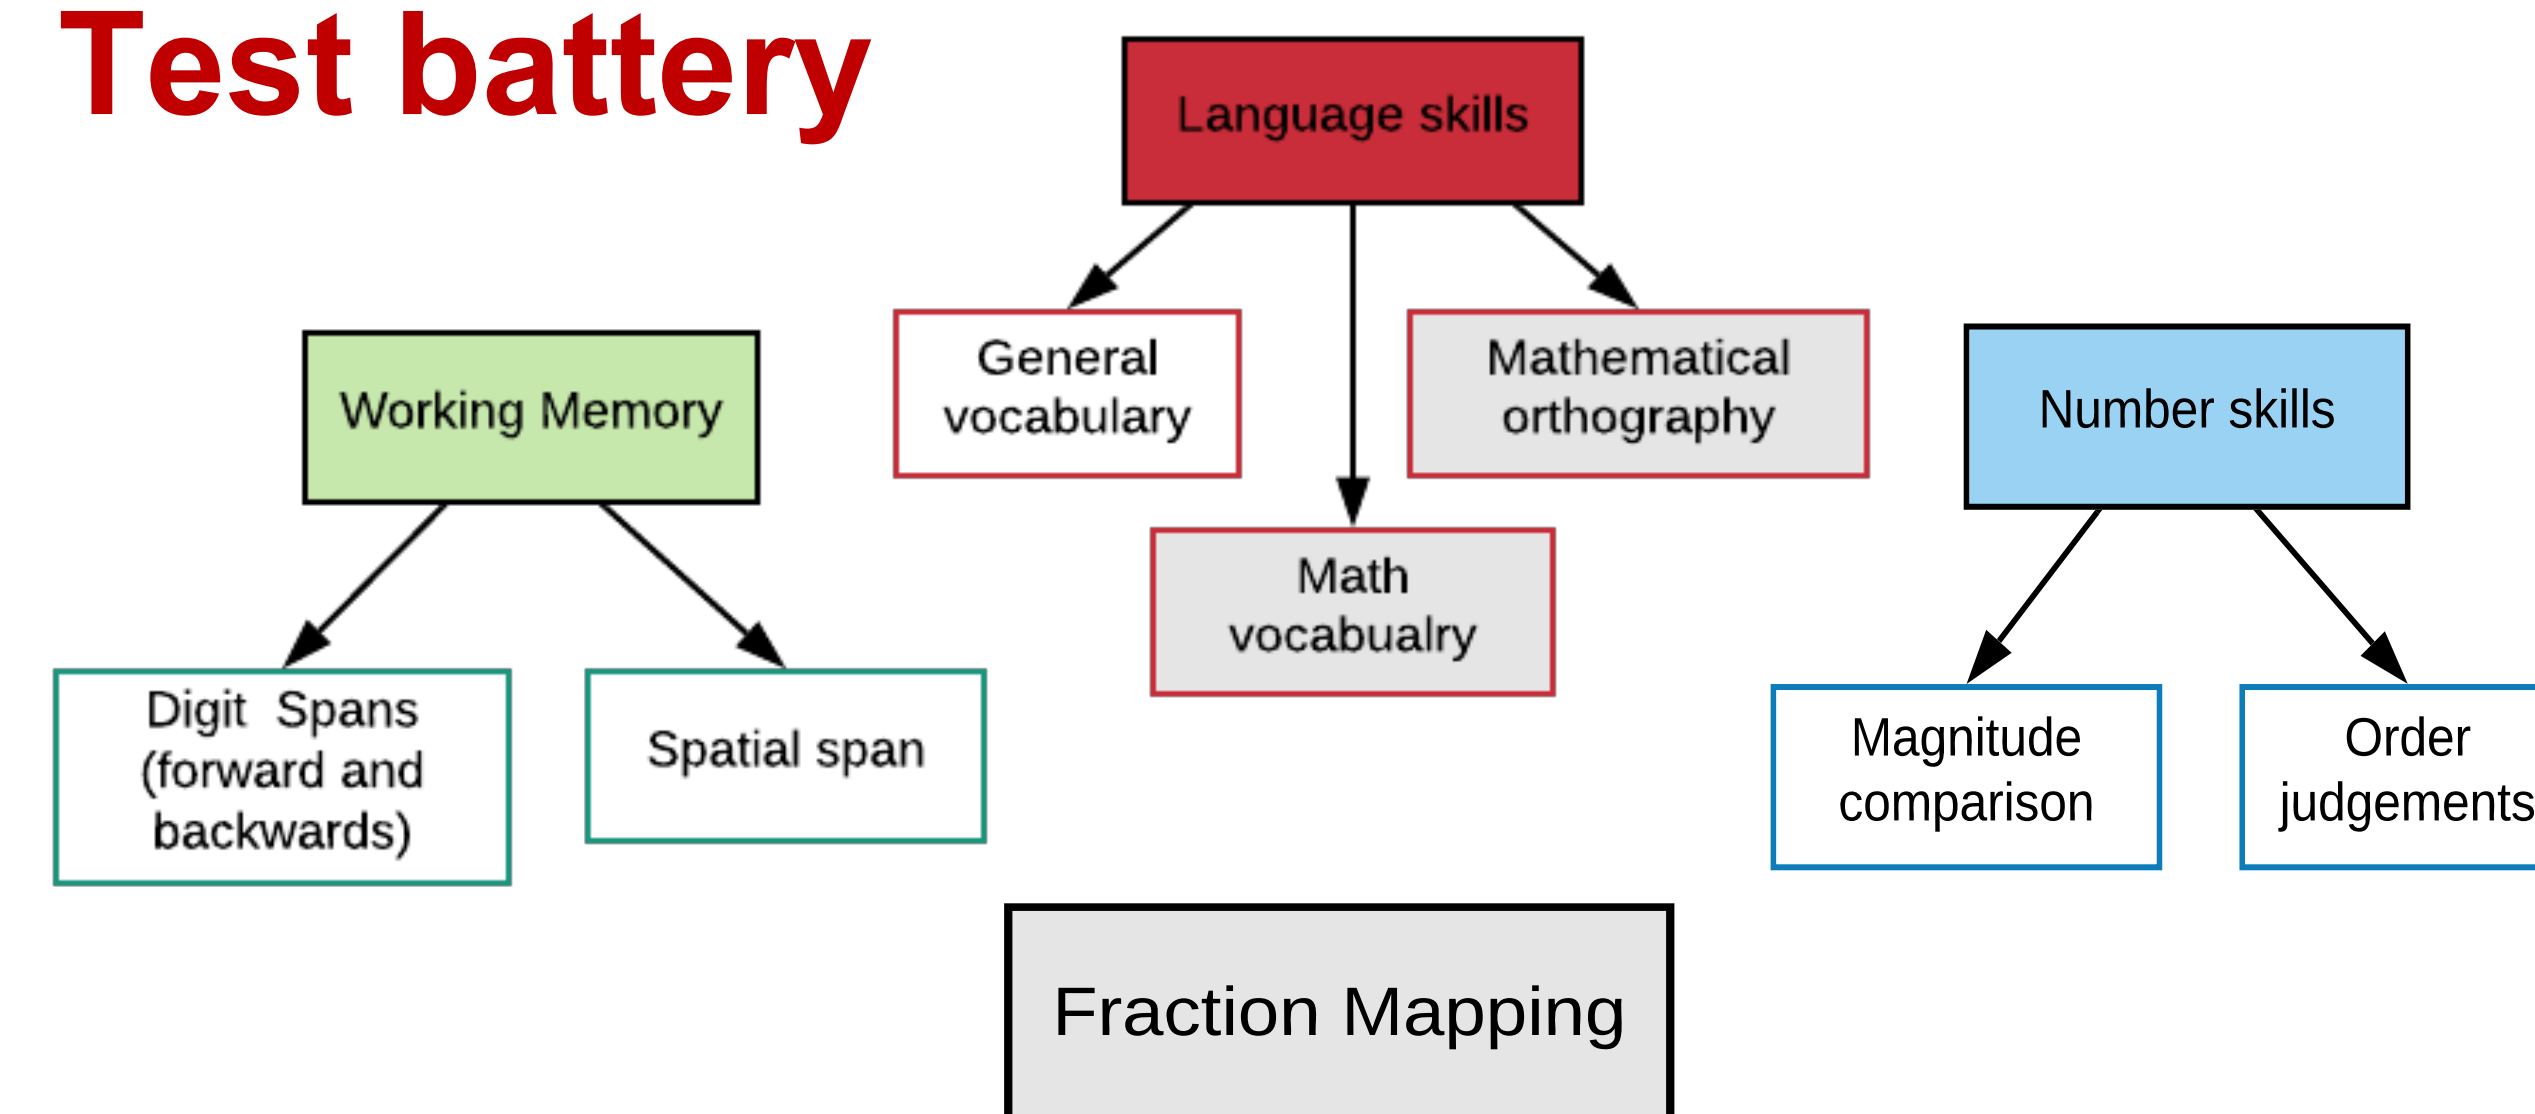 Test battery
Language skills
General
vocabulary
Mathematical
orthography
Working Memory
Number skills
Math
vocabualry
Digit  Spans
(forward and
backwards)
Spatial span
Magnitude
comparison
Order
judgements
Fraction Mapping